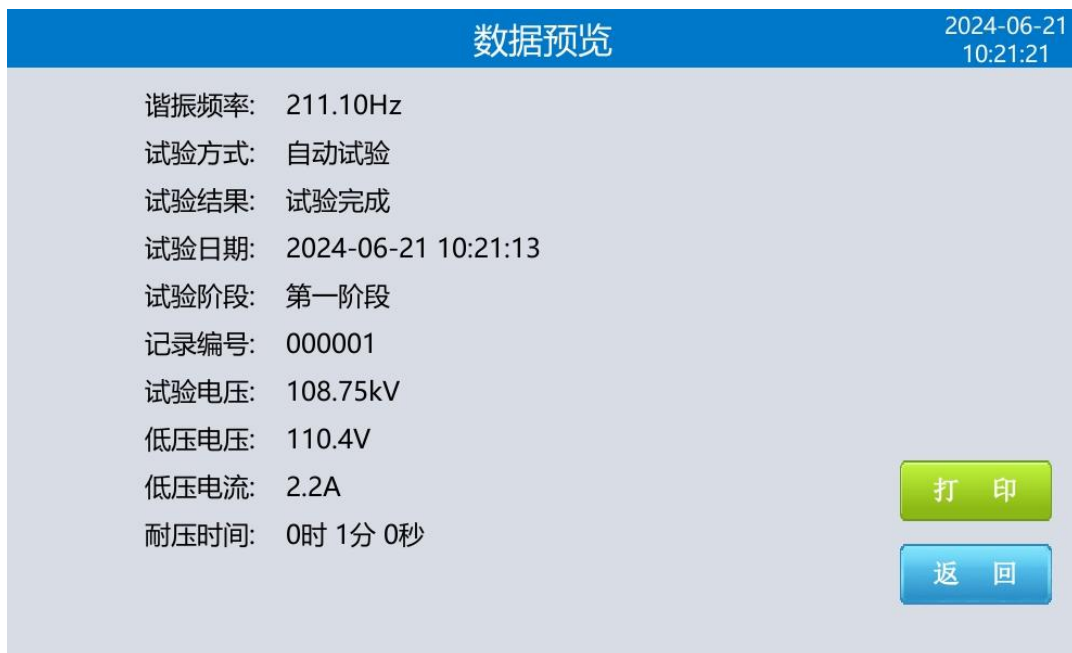 数据预览
2024-06-21
10:21:21
谐振频率: 211.10Hz
试验方式: 自动试验
试验结果: 试验完成
试验日期: 2024-06-21 10:21:13
试验阶段: 第一阶段
记录编号: 000001
试验电压: 108.75kV
低压电压: 110.4V
低压电流: 2.2A
耐压时间: 0时 1分 0秒
打 印
返 回